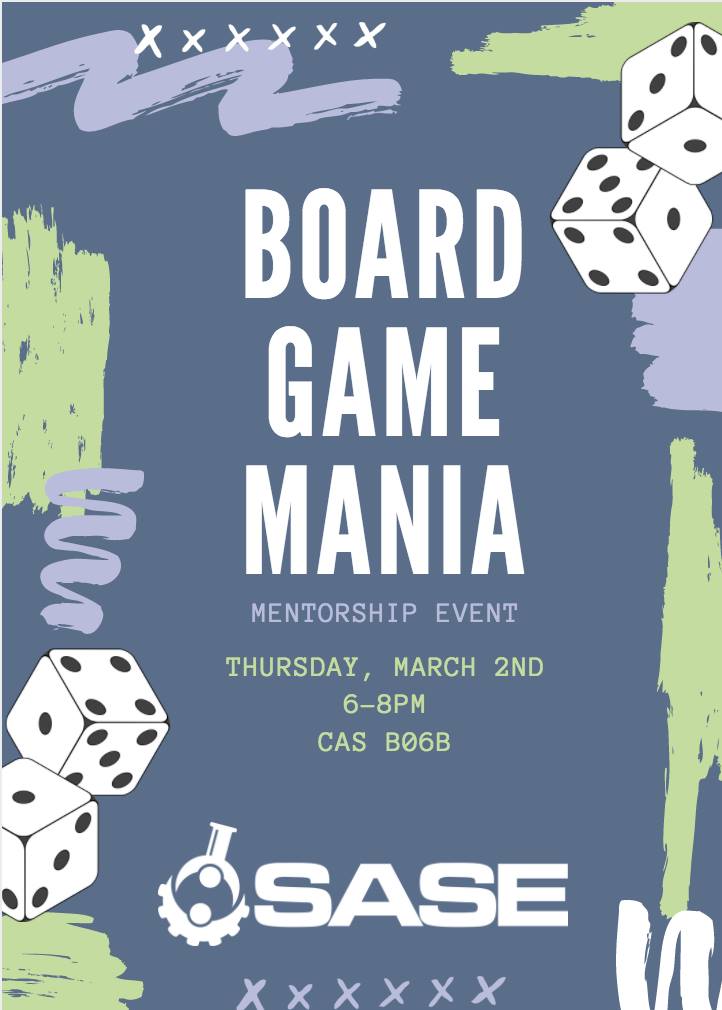 X X X X X X
BOARD
GAME
MANIA
MENTORSHIP EVENT
THURSDAY, MARCH 2ND
6–8PM
CAS B06B
SASE
X X X X X X